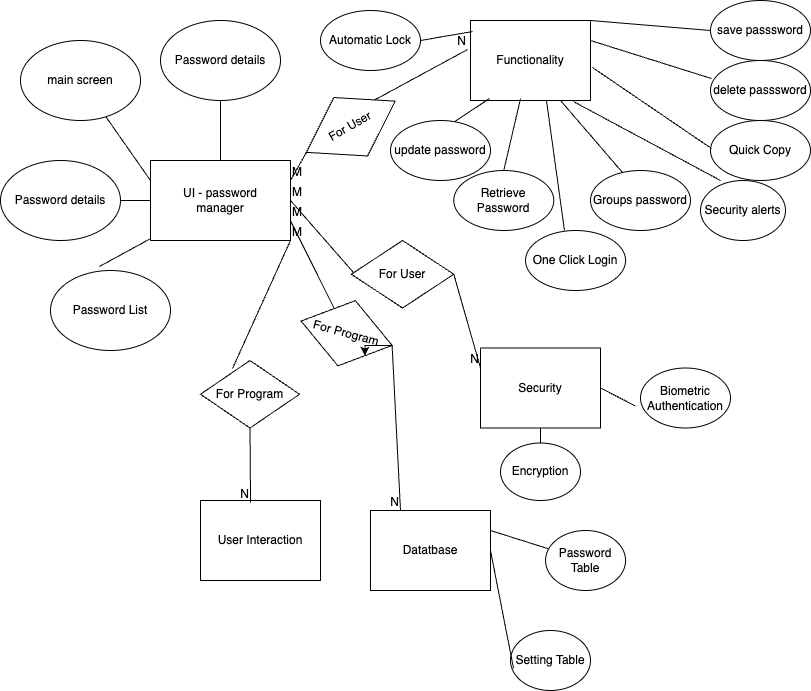 save passsword
Automatic Lock
N
Functionality
Password details
main screen
delete passsword
For User
update password
Quick Copy
M
UI - password
manager
M
Password details
Retrieve
Password
Groups password
Security alerts
M
M
One Click Login
For User
Password List
For Program
N
Security
Biometric
Authentication
For Program
Encryption
N
N
User Interaction
Datatbase
Password
Table
Setting Table